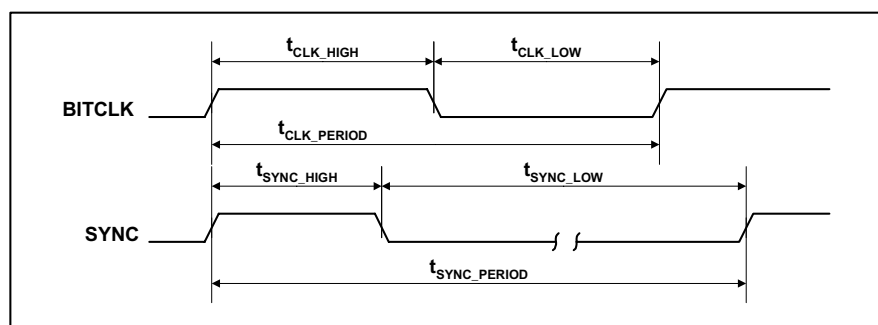 tCLK_HIGH tCLK_LOW
BITCLK
tCLK_PERIOD
tSYNC_HIGH tSYNC_LOW
SYNC
tSYNC_PERIOD